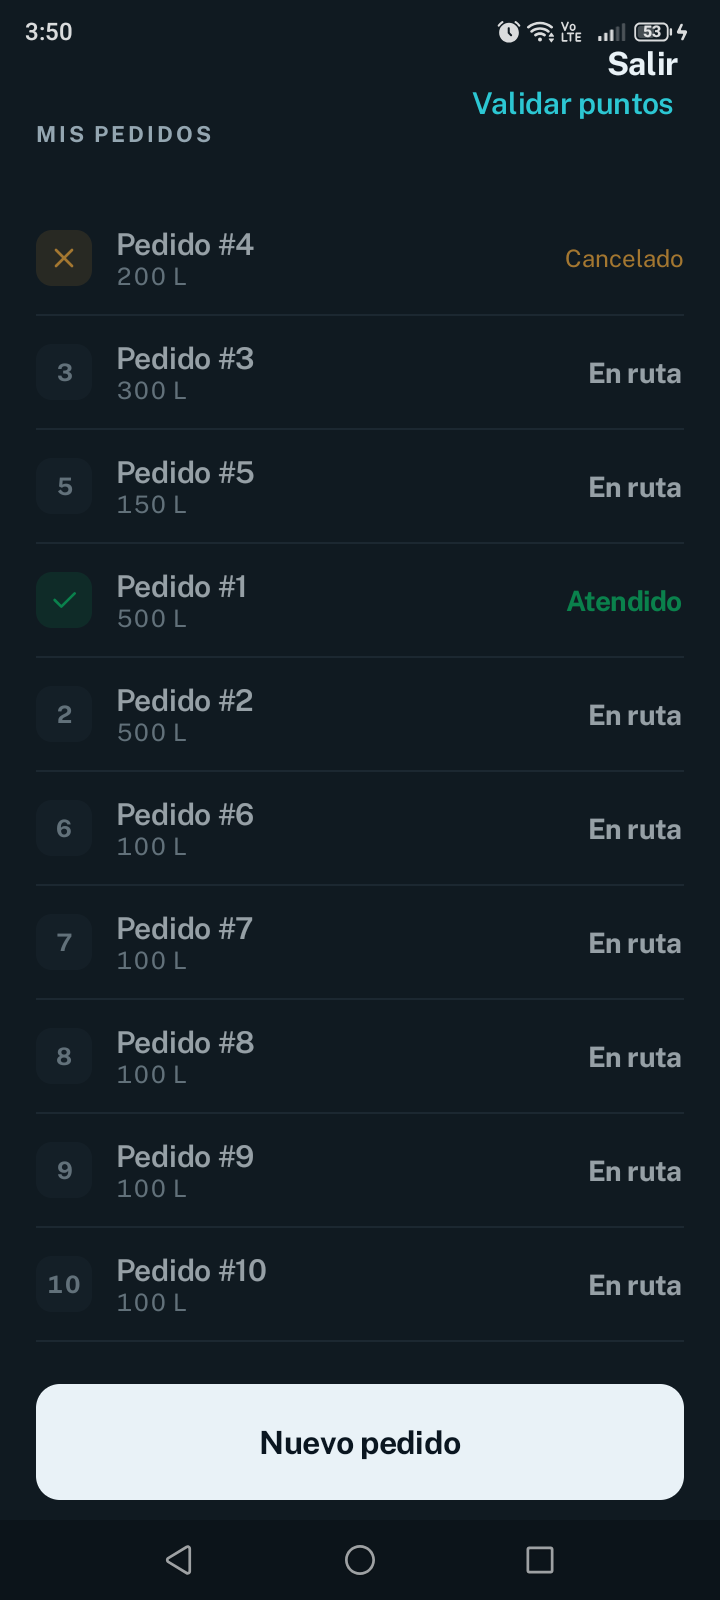 3:50
Vo
LTE
53
Salir
Validar puntos
MIS PEDIDOS
Pedido #4
200 L
Cancelado
3
Pedido #3
300 L
En ruta
5
Pedido #5
150 L
En ruta
Pedido #1
500 L
Atendido
2
Pedido #2
500 L
En ruta
6
Pedido #6
100 L
En ruta
7
Pedido #7
100 L
En ruta
8
Pedido #8
100 L
En ruta
9
Pedido #9
100 L
En ruta
10
Pedido #10
100 L
En ruta
Nuevo pedido